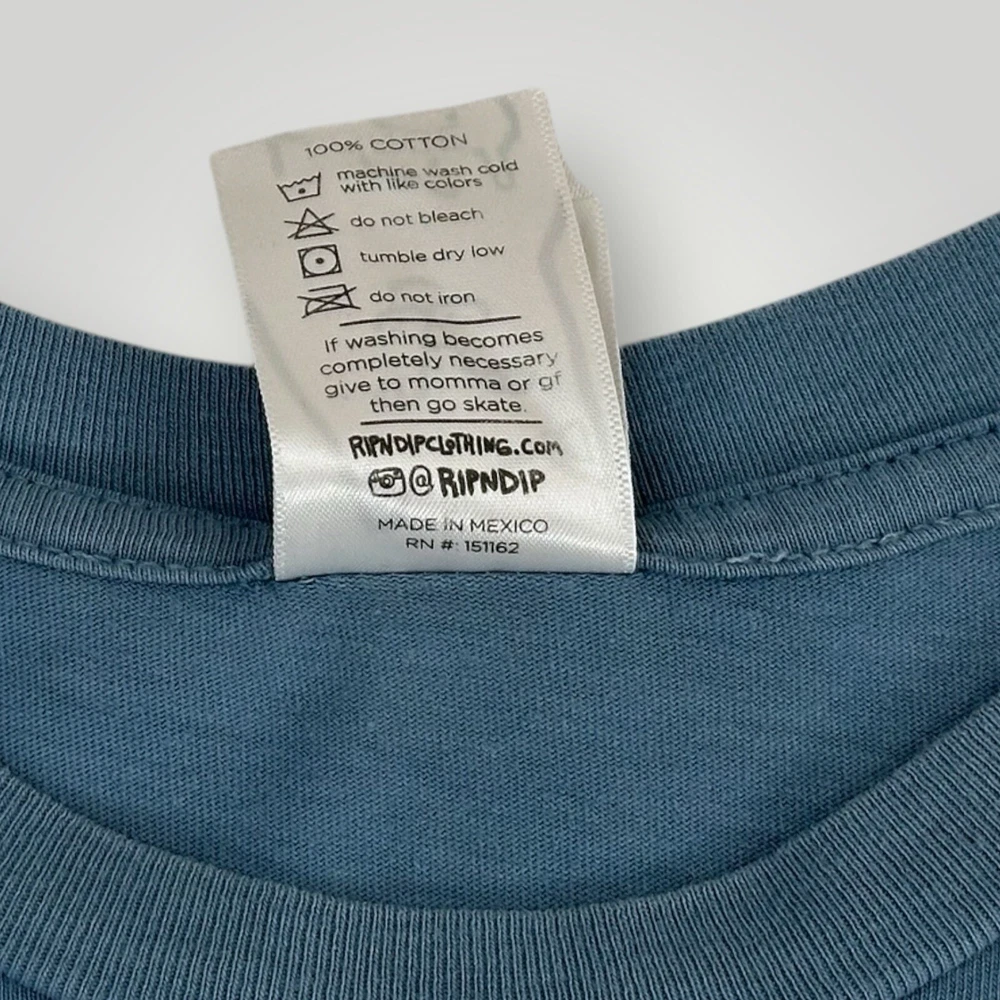 100% COTTON
machine wash cold
with like colors
do not bleach
tumble dry low
do not iron
If washing becomes
completely necessary
give to momma or gf
then go skate.
RIPNDIPCLOTHING.COM
@RIPNDIP
MADE IN MEXICO
RN #: 151162